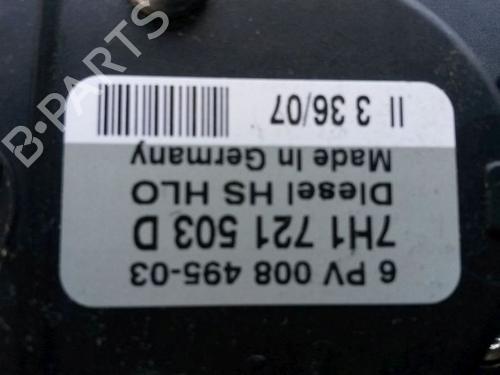 6 PV 008 495-03
7H1 721 503 D
Diesel HS HLO
Made In Germany
II 3 36/07
B-PARTS